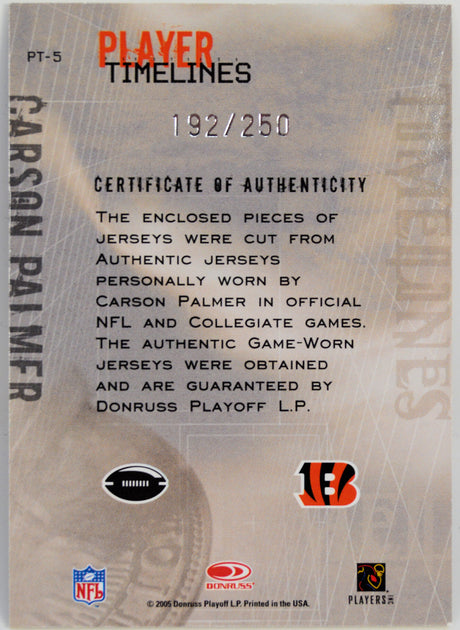 PT-5
PLAYER
TIMELINES
192/250
CARSON PALMER
TIMELINES
CERTIFICATE OF AUTHENTICITY
THE ENCLOSED PIECES OF
JERSEYS WERE CUT FROM
AUTHENTIC JERSEYS
PERSONALLY WORN BY
CARSON PALMER IN OFFICIAL
NFL AND COLLEGIATE GAMES.
THE AUTHENTIC GAME-WORN
JERSEYS WERE OBTAINED
AND ARE GUARANTEED BY
DONRUSS PLAYOFF L.P.
B
NFL
DONRUSS
PLAYERS INC
© 2005 Donruss Playoff L.P. Printed in the USA.